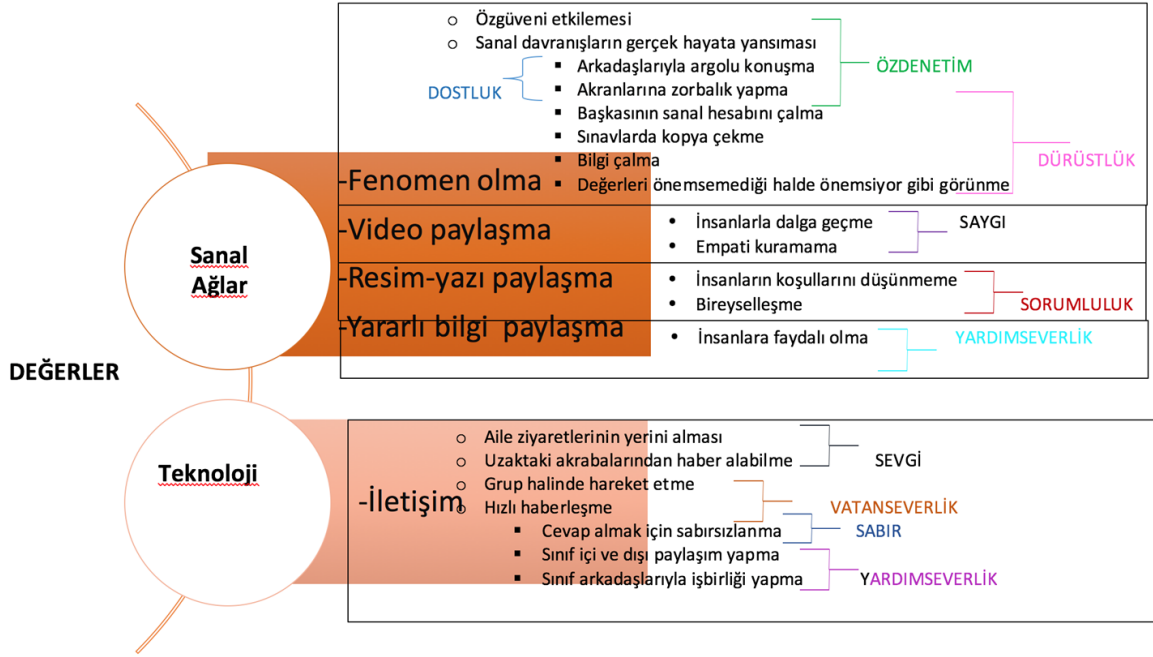 Özgüveni etkilemesi
Sanal davranışların gerçek hayata yansıması
Arkadaşlarıyla argolu konuşma
ÖZDENETİM
DOSTLUK
Akranlarına zorbalık yapma
Başkasının sanal hesabını çalma
Sınavlarda kopya çekme
Bilgi çalma
DÜRÜSTLÜK
-Fenomen olma
Değerleri önemsemediği halde önemsiyor gibi görünme
-Video paylaşma
İnsanlarla dalga geçme
SAYGI
Empati kuramama
Sanal
Ağlar
-Resim-yazı paylaşma
İnsanların koşullarını düşünmeme
Bireyselleşme
SORUMLULUK
-Yararlı bilgi paylaşma
İnsanlara faydalı olma
YARDIMSEVERLİK
DEĞERLER
Teknoloji
-İletişim
Aile ziyaretlerinin yerini alması
Uzaktaki akrabalarından haber alabilme
SEVGİ
Grup halinde hareket etme
Hızlı haberleşme
VATANSEVERLİK
Cevap almak için sabırsızlanma
SABIR
Sınıf içi ve dışı paylaşım yapma
Sınıf arkadaşlarıyla işbirliği yapma
YARDIMSEVERLİK